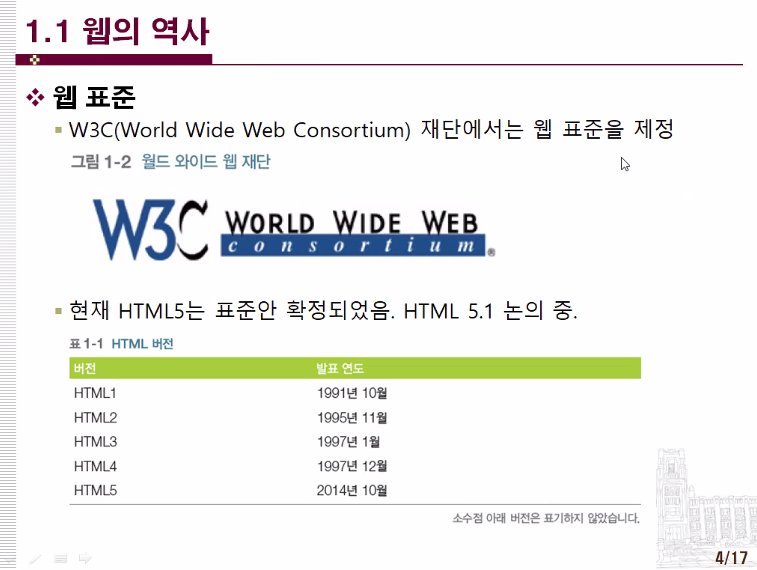 1.1 웹의 역사
웹 표준
W3C(World Wide Web Consortium) 재단에서는 웹 표준을 제정
그림 1-2 월드 와이드 웹 재단
W3C WORLD WIDE WEB
consortium®
현재 HTML5는 표준안 확정되었음. HTML 5.1 논의 중.
표 1-1 HTML 버전
버전 발표 연도
HTML1 1991년 10월
HTML2 1995년 11월
HTML3 1997년 1월
HTML4 1997년 12월
HTML5 2014년 10월
소수점 아래 버전은 표기하지 않았습니다.
4/17